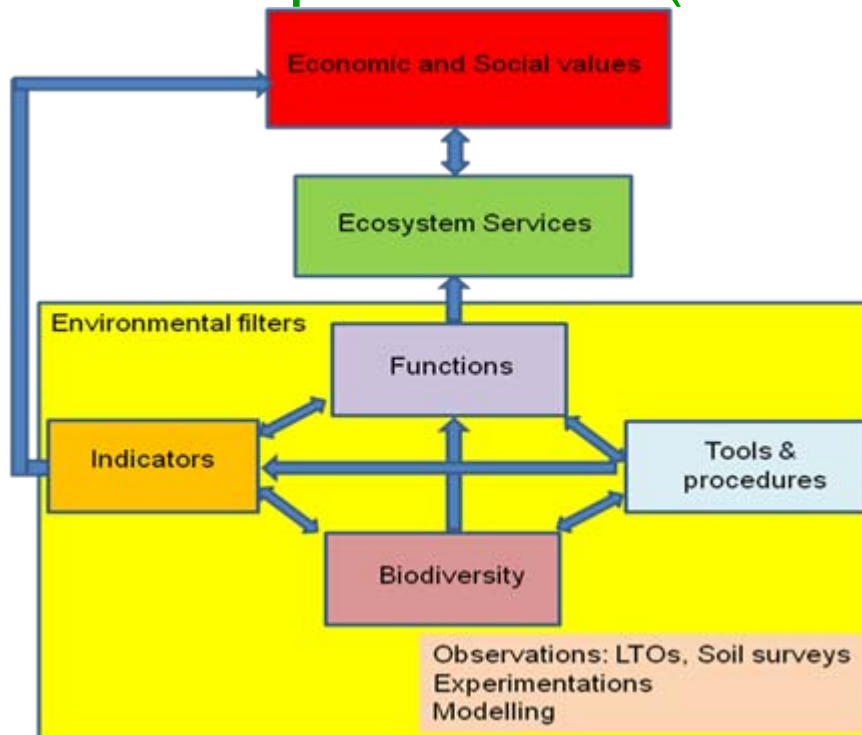 Economic and Social values
Ecosystem Services
Environmental filters
Functions
Indicators
Tools &
procedures
Biodiversity
Observations: LTOs, Soil surveys
Experimentations
Modelling